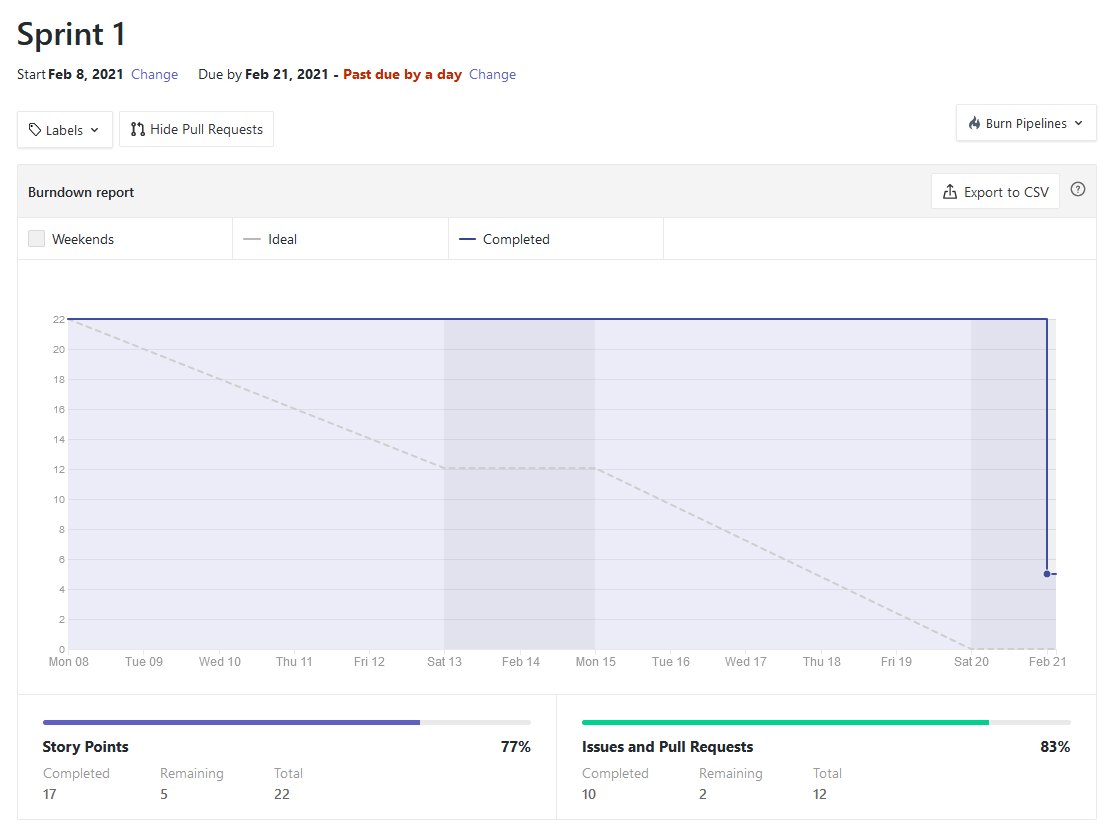 Sprint 1
Start Feb 8, 2021 Change Due by Feb 21, 2021 - Past due by a day Change
Labels Hide Pull Requests Burn Pipelines
Burndown report Export to CSV ?
Weekends Ideal Completed
22
20
18
16
14
12
10
8
6
4
2
0
Mon 08 Tue 09 Wed 10 Thu 11 Fri 12 Sat 13 Feb 14 Mon 15 Tue 16 Wed 17 Thu 18 Fri 19 Sat 20 Feb 21
Story Points 77%
Completed Remaining Total
17 5 22
Issues and Pull Requests 83%
Completed Remaining Total
10 2 12